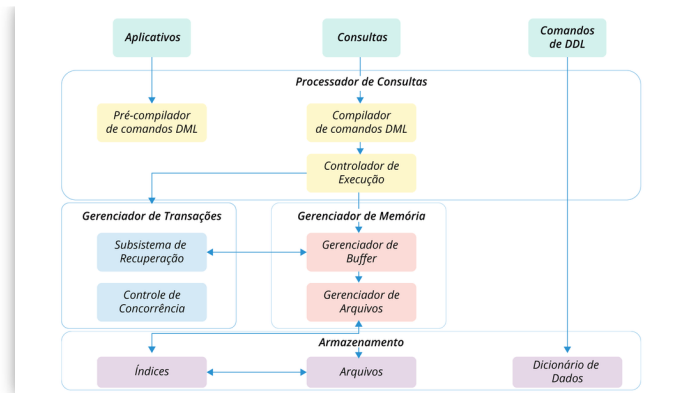 Aplicativos
Consultas
Comandos
de DDL
Processador de Consultas
Pré-compilador
de comandos DML
Compilador
de comandos DML
Controlador de
Execução
Gerenciador de Transações
Gerenciador de Memória
Subsistema de
Recuperação
Gerenciador de
Buffer
Controle de
Concorrência
Gerenciador de
Arquivos
Armazenamento
Índices
Arquivos
Dicionário de
Dados